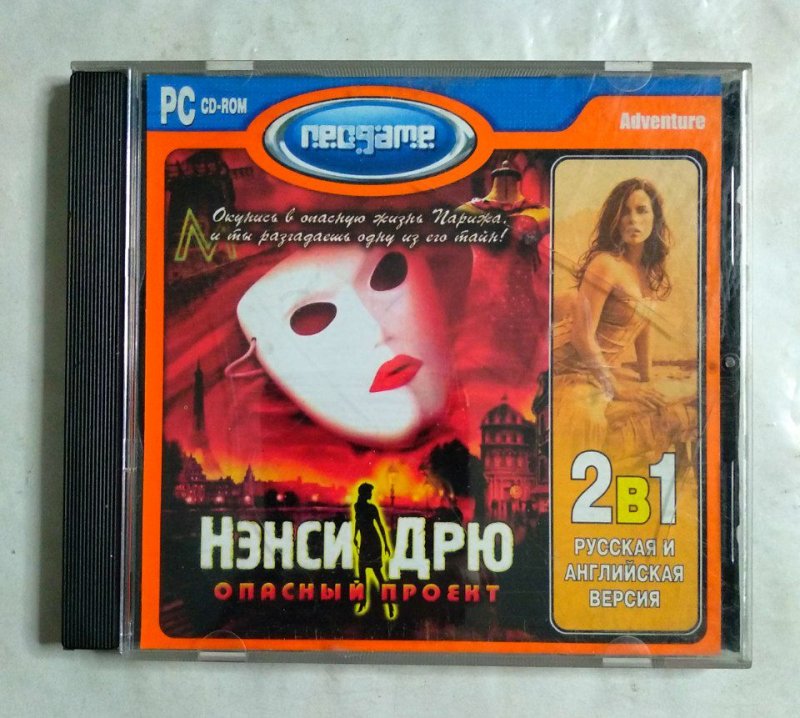 PC CD-ROM
neogame
Adventure
Окунись в опасную жизнь Парижа,
и ты разгадаешь одну из его тайн!
М
НЭНСИ ДРЮ
ОПАСНЫЙ ПРОЕКТ
2в1
РУССКАЯ И
АНГЛИЙСКАЯ
ВЕРСИЯ